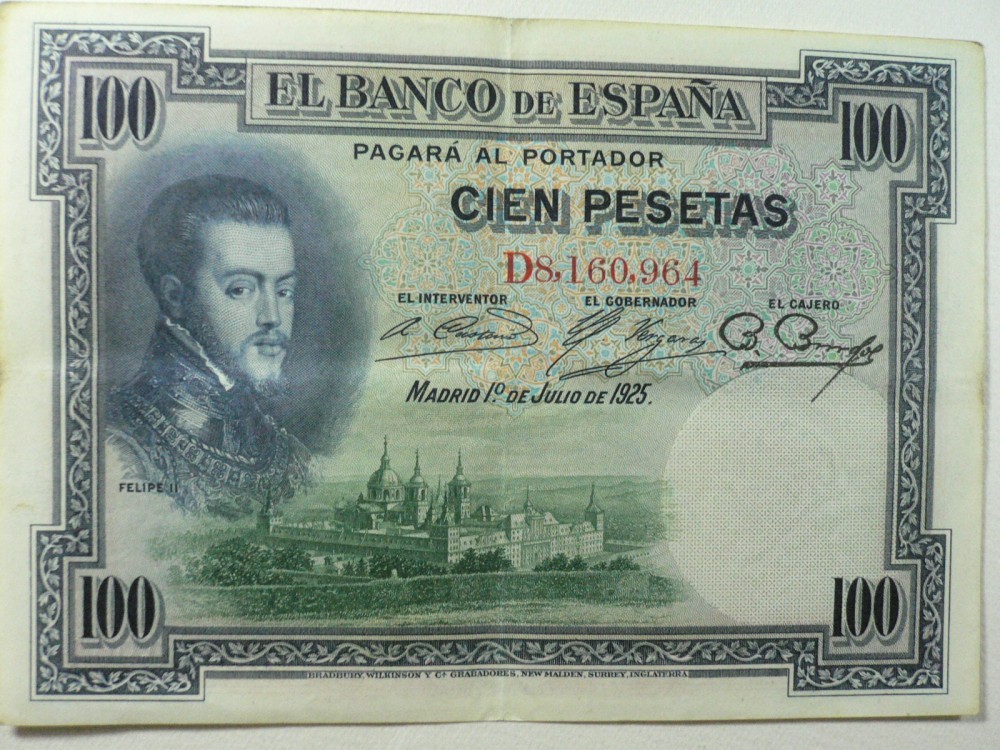 100 EL BANCO DE ESPAÑA 100
PAGARÁ AL PORTADOR
CIEN PESETAS
D8,160,964
EL INTERVENTOR EL GOBERNADOR EL CAJERO
MADRID 1º DE JULIO DE 1925.
FELIPE II
100 100
BRADBURY, WILKINSON Y Cª GRABADORES, NEW MALDEN, SURREY, INGLATERRA